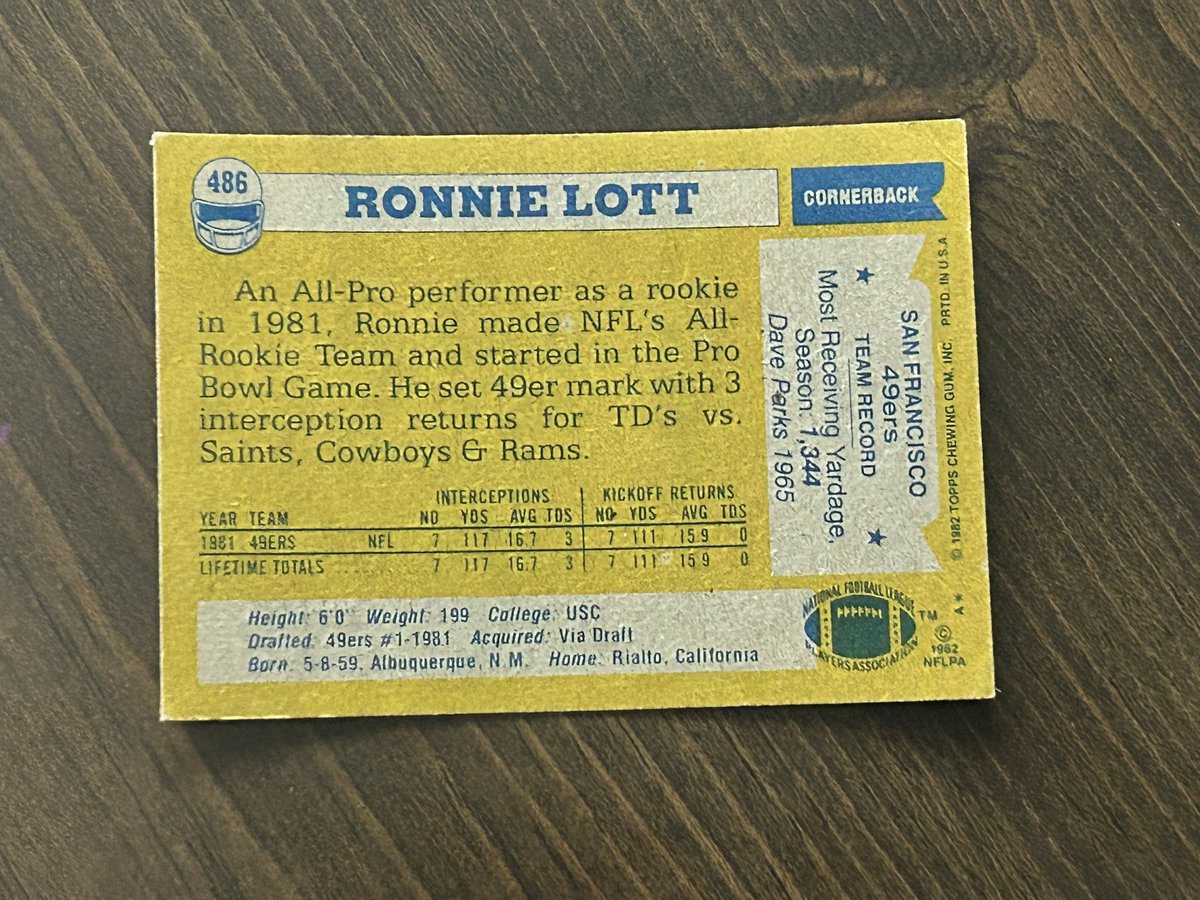 486
RONNIE LOTT
CORNERBACK
An All-Pro performer as a rookie
in 1981, Ronnie made NFL's All-
Rookie Team and started in the Pro
Bowl Game. He set 49er mark with 3
interception returns for TD's vs.
Saints, Cowboys & Rams.
INTERCEPTIONS KICKOFF RETURNS
YEAR TEAM NO YDS AVG TDS NO YDS AVG TDS
1981 49ERS NFL 7 117 16.7 3 7 111 15.9 0
LIFETIME TOTALS 7 117 16.7 3 7 111 15.9 0
Height: 6'0" Weight: 199 College: USC
Drafted: 49ers #1-1981 Acquired: Via Draft
Born: 5-8-59, Albuquerque, N.M. Home: Rialto, California
SAN FRANCISCO
49ers
TEAM RECORD
Most Receiving Yardage,
Season: 1,344
Dave Parks 1965
© 1982 TOPPS CHEWING GUM, INC. PRTD. IN U.S.A
A*
NATIONAL FOOTBALL LEAGUE
PLAYERS ASSOCIATION
TM
©
1982
NFLPA